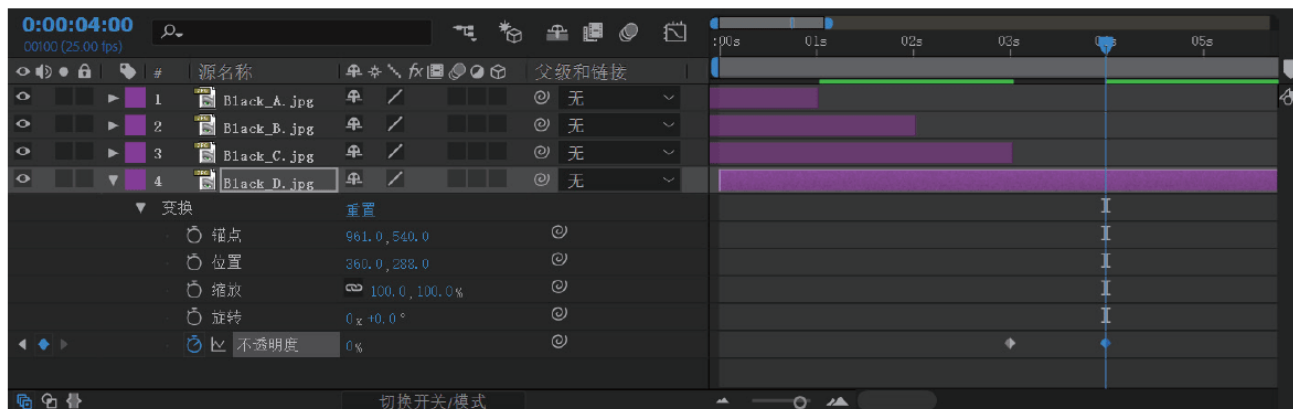 0:00:04:00
00100 (25.00 fps)
:00s 01s 02s 03s 05s
# 源名称 fx 父级和链接
1 Black_A.jpg 无
2 Black_B.jpg 无
3 Black_C.jpg 无
4 Black_D.jpg 无
变换 重置
锚点 961.0,540.0
位置 360.0,288.0
缩放 100.0,100.0%
旋转 0x+0.0°
不透明度 0%
切换开关/模式